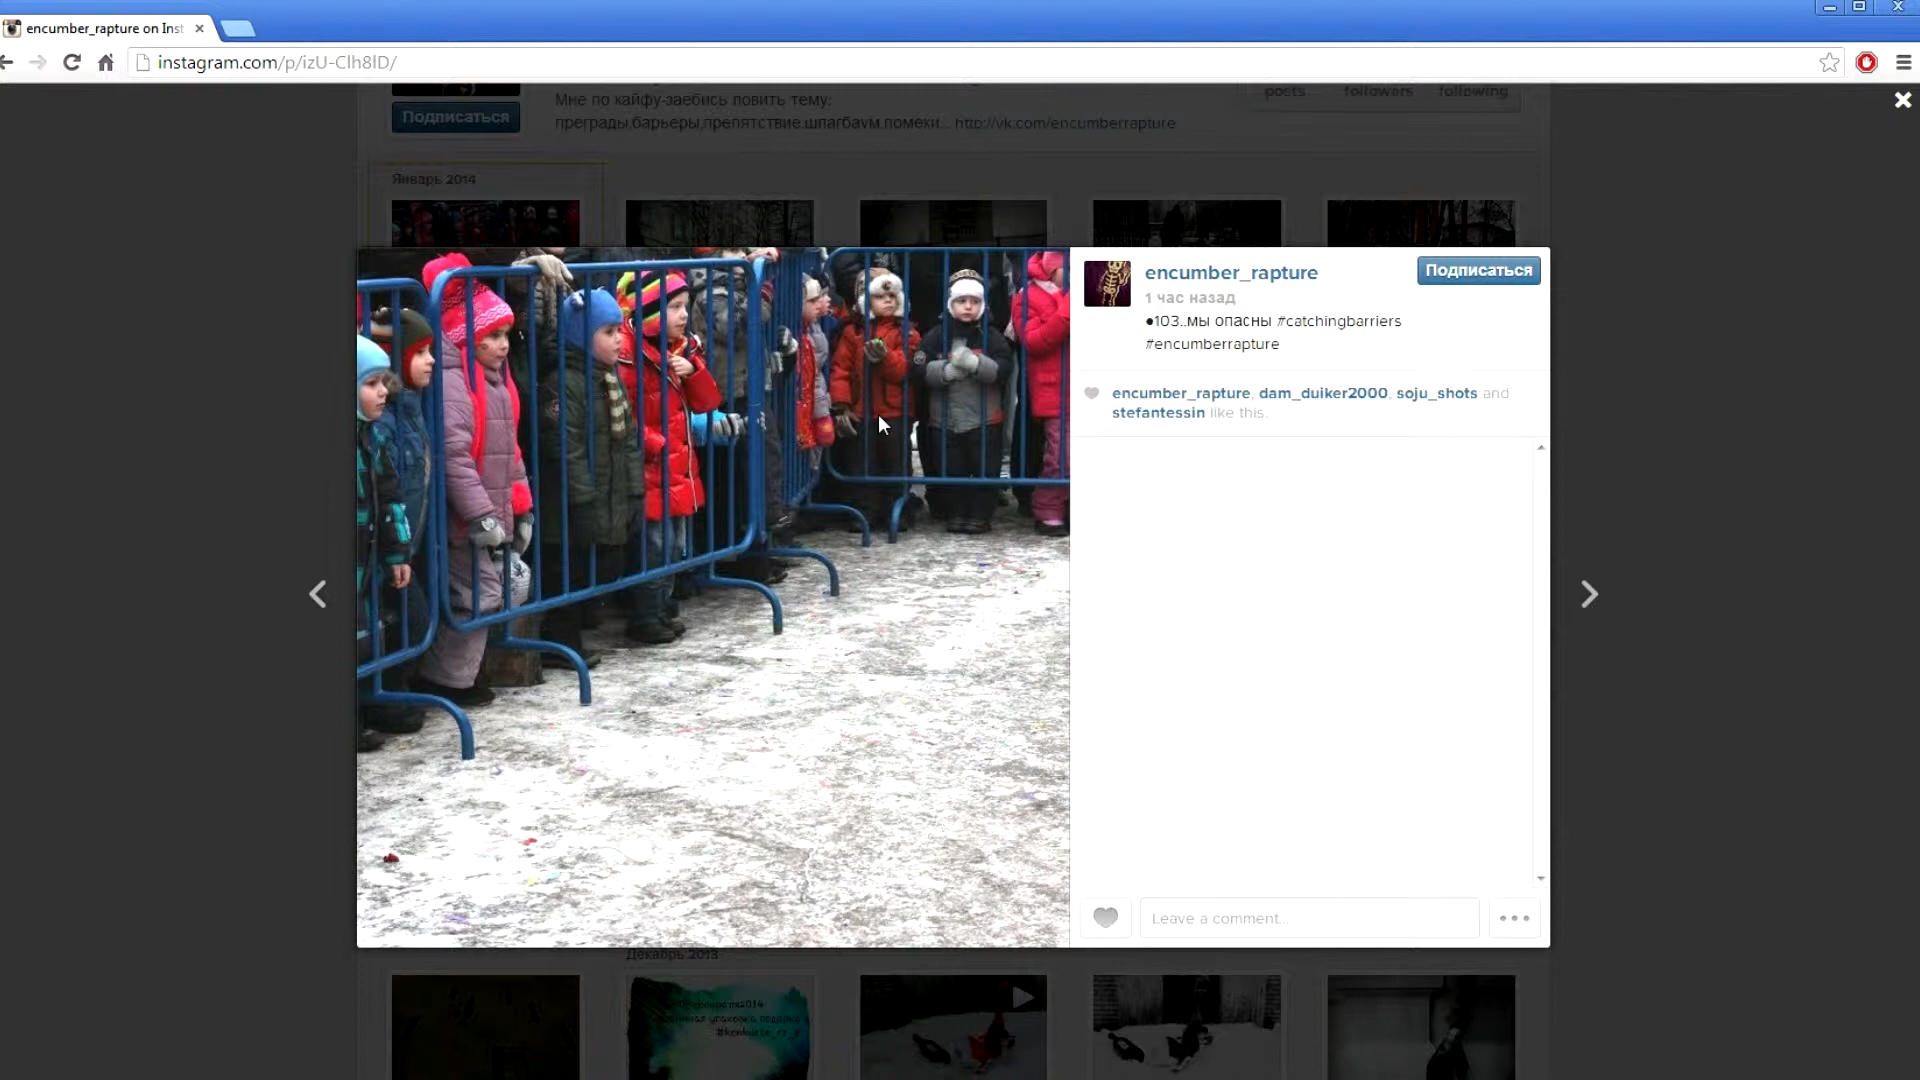 encumber_rapture on Inst
instagram.com/p/izU-Clh8lD/
posts followers following
Мне по кайфу-заебись ловить тему:
Подписаться
преграды,барьеры,препятствие,шлагбаум,помехи... http://vk.com/encumberrapture
Январь 2014
encumber_rapture
Подписаться
1 час назад
●103..мы опасны #catchingbarriers
#encumberrapture
encumber_rapture, dam_duiker2000, soju_shots and
stefantessin like this.
Leave a comment...
Декабрь 2013